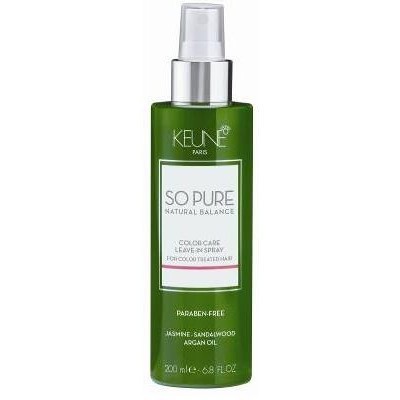 KEUNE
PARIS
SO PURE
NATURAL BALANCE
COLOR CARE
LEAVE-IN SPRAY
FOR COLOR TREATED HAIR
PARABEN-FREE
JASMINE - SANDALWOOD
ARGAN OIL
200 ml e - 6.8 FL.OZ